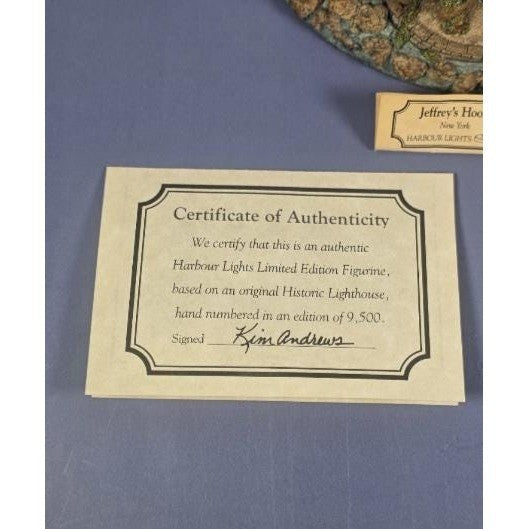 Jeffrey's Hoo
New York
HARBOUR LIGHTS
Certificate of Authenticity
We certify that this is an authentic
Harbour Lights Limited Edition Figurine,
based on an original Historic Lighthouse,
hand numbered in an edition of 9,500.
Signed Kim Andrews